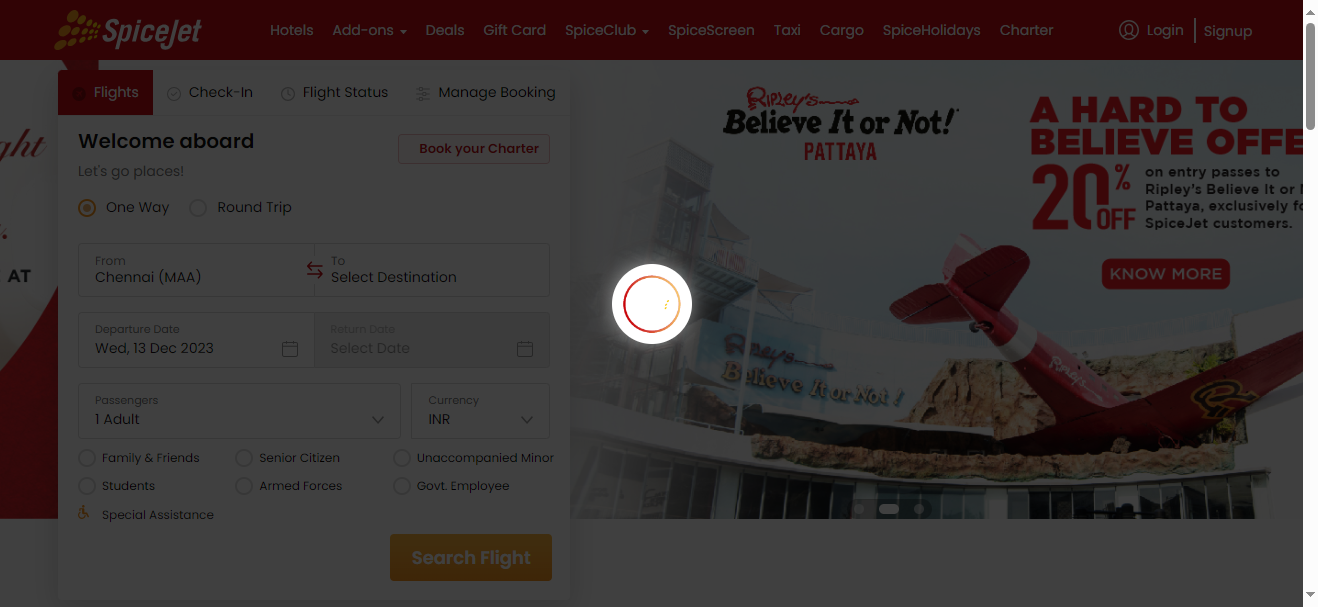 SpiceJet
Hotels Add-ons Deals Gift Card SpiceClub SpiceScreen Taxi Cargo SpiceHolidays Charter Login Signup
Flights Check-In Flight Status Manage Booking
Welcome aboard
Book your Charter
Let's go places!
One Way Round Trip
From
Chennai (MAA)
To
Select Destination
Departure Date
Wed, 13 Dec 2023
Return Date
Select Date
Passengers
1 Adult
Currency
INR
Family & Friends Senior Citizen Unaccompanied Minor
Students Armed Forces Govt. Employee
Special Assistance
Search Flight
AT
Ripley's
Believe It or Not!
PATTAYA
A HARD TO
BELIEVE OFFE
20% OFF
on entry passes to
Ripley's Believe It or
Pattaya, exclusively fo
SpiceJet customers.
KNOW MORE
Ripley's
Believe It or Not!
Ripley's
R